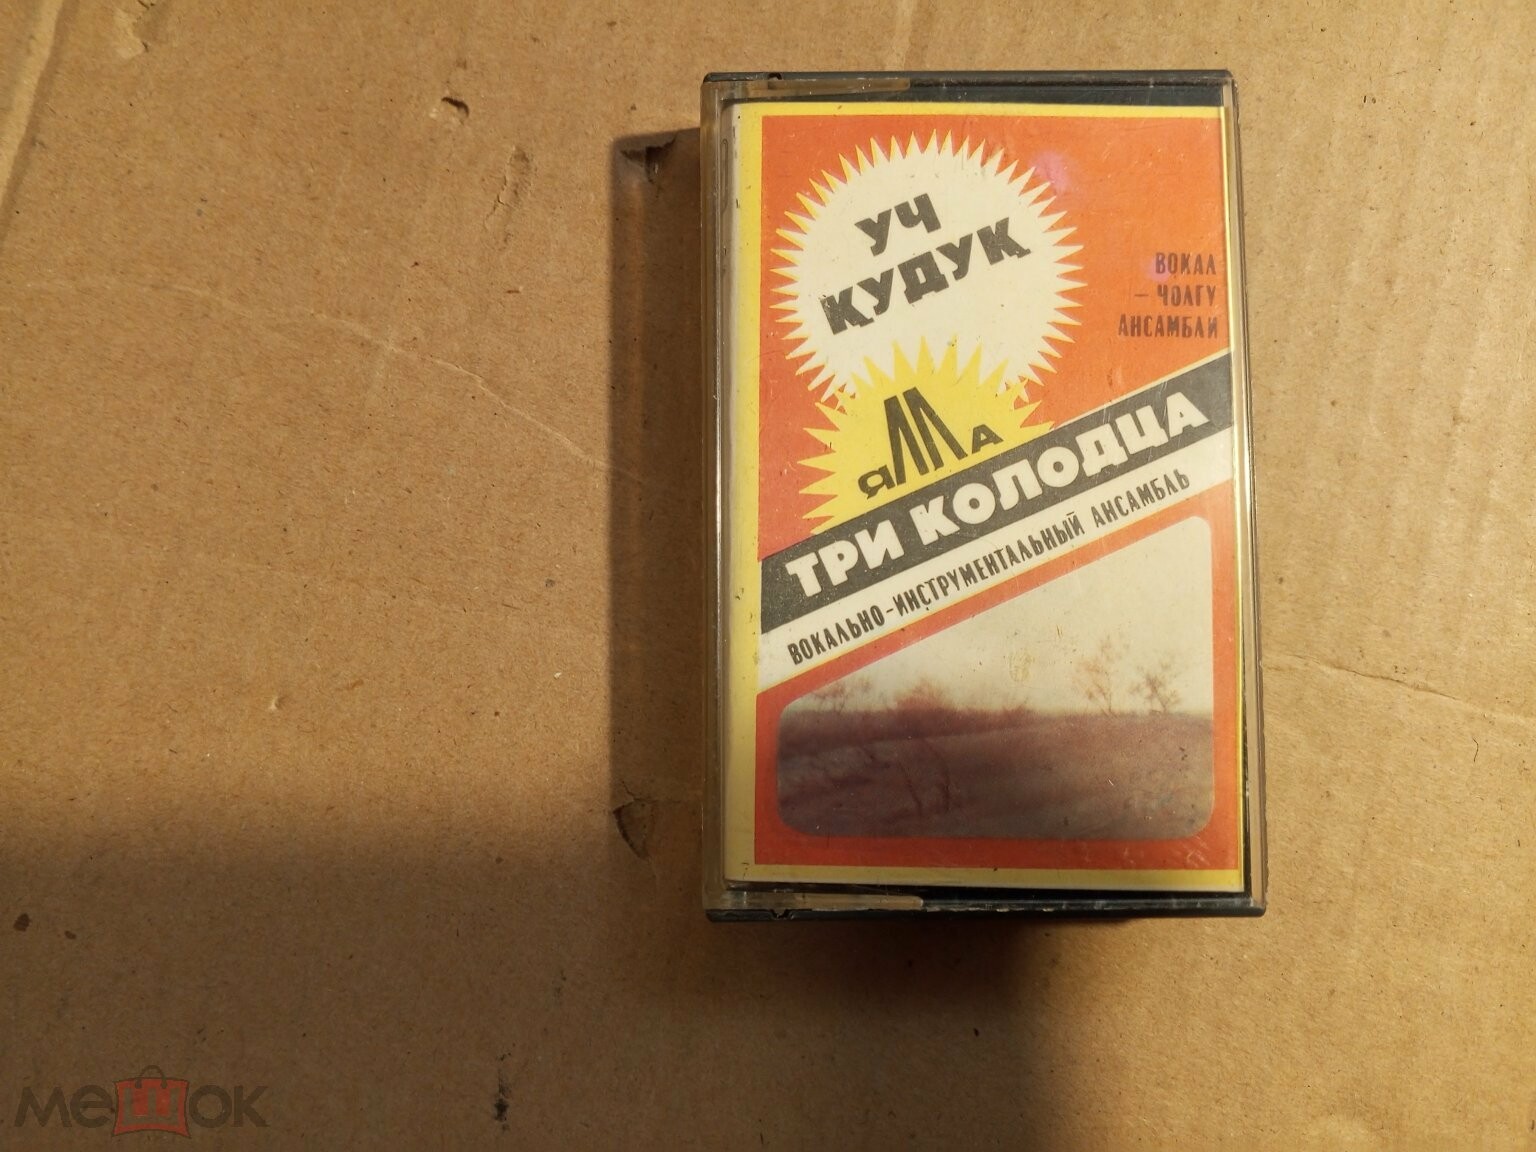 УЧ
ҚУДУҚ
ВОКАЛ
– ЧОЛҒУ
АНСАМБЛИ
ЯЛЛА
ТРИ КОЛОДЦА
ВОКАЛЬНО-ИНСТРУМЕНТАЛЬНЫЙ АНСАМБЛЬ
мешок